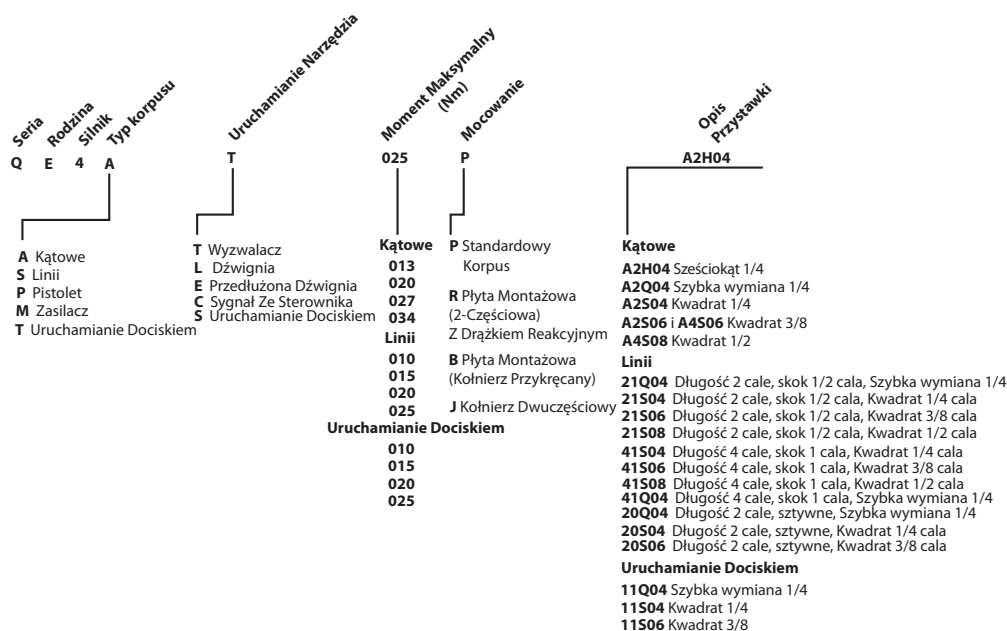 Seria
Rodzina
Silnik
Typ korpusu
Uruchamianie Narzędzia
Moment Maksymalny
(Nm)
Mocowanie
Opis
Przystawki
Q E 4 A T 025 P A2H04
A Kątowe
S Linii
P Pistolet
M Zasilacz
T Uruchamianie Dociskiem
T Wyzwalacz
L Dźwignia
E Przedłużona Dźwignia
C Sygnał Ze Sterownika
S Uruchamianie Dociskiem
Kątowe
013
020
027
034
Linii
010
015
020
025
Uruchamianie Dociskiem
010
015
020
025
P Standardowy
Korpus
R Płyta Montażowa
(2-Częściowa)
Z Drążkiem Reakcyjnym
B Płyta Montażowa
(Kołnierz Przykręcany)
J Kołnierz Dwuczęściowy
Kątowe
A2H04 Sześciokąt 1/4
A2Q04 Szybka wymiana 1/4
A2S04 Kwadrat 1/4
A2S06 i A4S06 Kwadrat 3/8
A4S08 Kwadrat 1/2
Linii
21Q04 Długość 2 cale, skok 1/2 cala, Szybka wymiana 1/4
21S04 Długość 2 cale, skok 1/2 cala, Kwadrat 1/4 cala
21S06 Długość 2 cale, skok 1/2 cala, Kwadrat 3/8 cala
21S08 Długość 2 cale, skok 1/2 cala, Kwadrat 1/2 cala
41S04 Długość 4 cale, skok 1 cala, Kwadrat 1/4 cala
41S06 Długość 4 cale, skok 1 cala, Kwadrat 3/8 cala
41S08 Długość 4 cale, skok 1 cala, Kwadrat 1/2 cala
41Q04 Długość 4 cale, skok 1 cala, Szybka wymiana 1/4
20Q04 Długość 2 cale, sztywne, Szybka wymiana 1/4
20S04 Długość 2 cale, sztywne, Kwadrat 1/4 cala
20S06 Długość 2 cale, sztywne, Kwadrat 3/8 cala
Uruchamianie Dociskiem
11Q04 Szybka wymiana 1/4
11S04 Kwadrat 1/4
11S06 Kwadrat 3/8